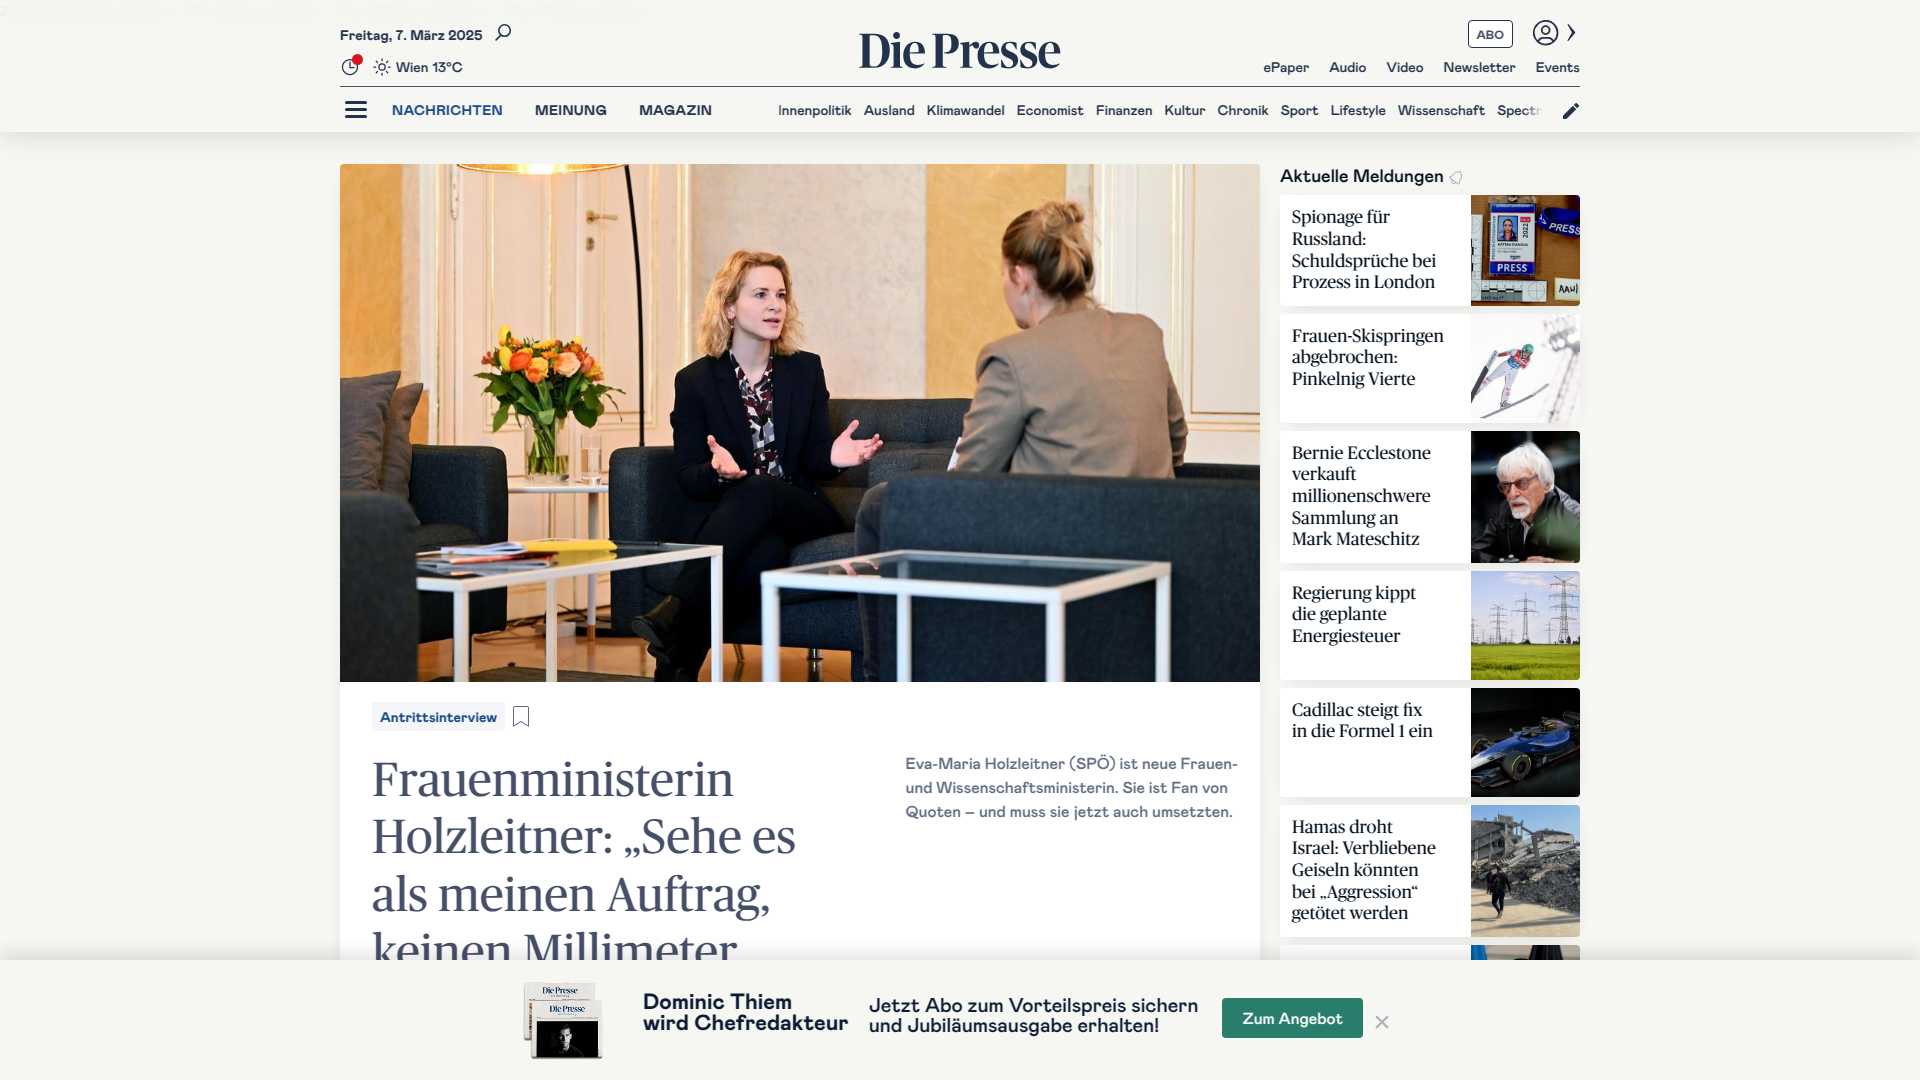 Freitag, 7. März 2025
Die Presse
ABO
Wien 13°C
ePaper Audio Video Newsletter Events
NACHRICHTEN MEINUNG MAGAZIN Innenpolitik Ausland Klimawandel Economist Finanzen Kultur Chronik Sport Lifestyle Wissenschaft
Antrittsinterview
Frauenministerin
Holzleitner: „Sehe es
als meinen Auftrag,
keinen Millimeter
Eva-Maria Holzleitner (SPÖ) ist neue Frauen-
und Wissenschaftsministerin. Sie ist Fan von
Quoten – und muss sie jetzt auch umsetzten.
Aktuelle Meldungen
Spionage für
Russland:
Schuldsprüche bei
Prozess in London
PRESS
2022
PRESS
Frauen-Skispringen
abgebrochen:
Pinkelnig Vierte
Bernie Ecclestone
verkauft
millionenschwere
Sammlung an
Mark Mateschitz
Regierung kippt
die geplante
Energiesteuer
Cadillac steigt fix
in die Formel 1 ein
Hamas droht
Israel: Verbliebene
Geiseln könnten
bei „Aggression“
getötet werden
Die Presse
Die Presse
Dominic Thiem
wird Chefredakteur
Jetzt Abo zum Vorteilspreis sichern
und Jubiläumsausgabe erhalten!
Zum Angebot